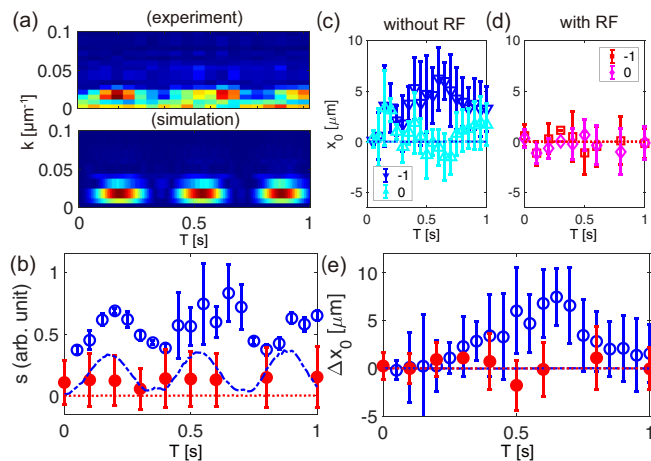 (a) (experiment)
0.1
0.05
0
k [μm⁻¹]
(simulation)
0.1
0.05
0
0 0.5 1
T [s]
(c) without RF
10
5
0
-5
x₀ [μm]
-1
0
0 0.5 1
T [s]
(d) with RF
10
5
0
-5
-1
0
0 0.5 1
T [s]
(b)
1
0.5
0
s (arb. unit)
0 0.5 1
T [s]
(e)
10
5
0
-5
Δx₀ [μm]
0 0.5 1
T [s]